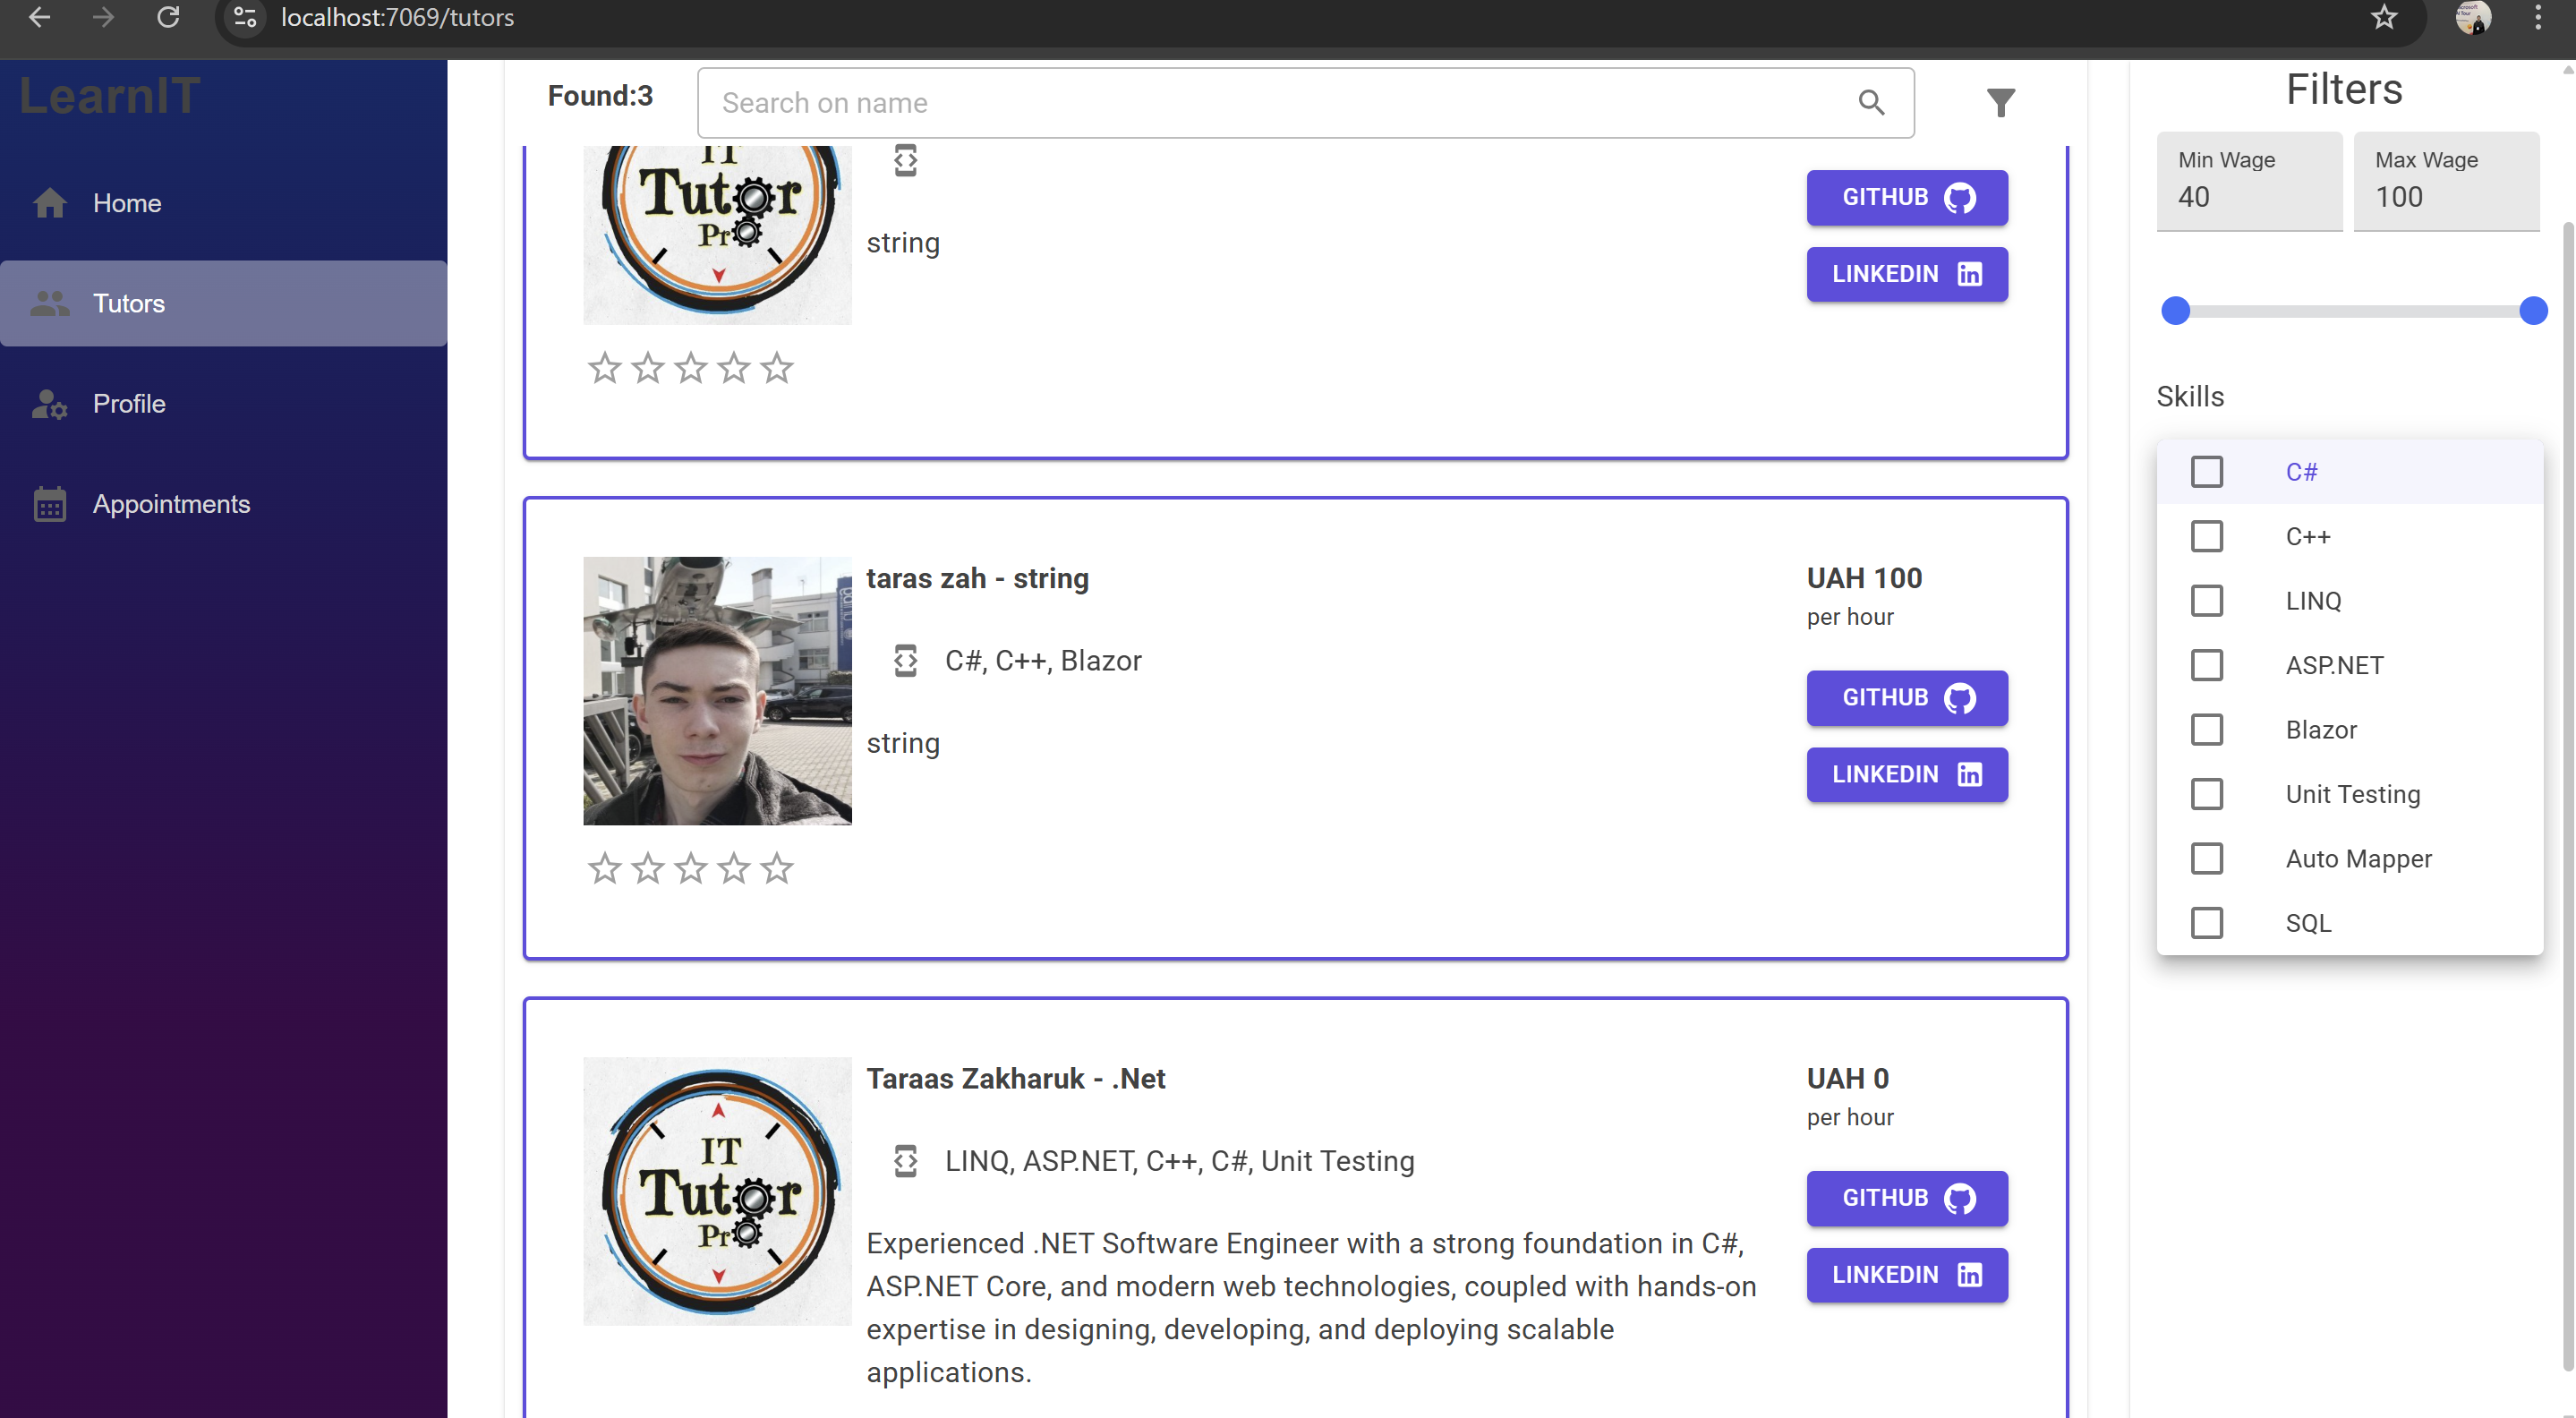 localhost:7069/tutors
LearnIT
Home
Tutors
Profile
Appointments
Found:3
Search on name
IT
Tutor
Pro
string
GITHUB
LINKEDIN
taras zah - string
C#, C++, Blazor
string
UAH 100
per hour
GITHUB
LINKEDIN
IT
Tutor
Pro
Taraas Zakharuk - .Net
LINQ, ASP.NET, C++, C#, Unit Testing
Experienced .NET Software Engineer with a strong foundation in C#,
ASP.NET Core, and modern web technologies, coupled with hands-on
expertise in designing, developing, and deploying scalable
applications.
UAH 0
per hour
GITHUB
LINKEDIN
Filters
Min Wage
40
Max Wage
100
Skills
C#
C++
LINQ
ASP.NET
Blazor
Unit Testing
Auto Mapper
SQL